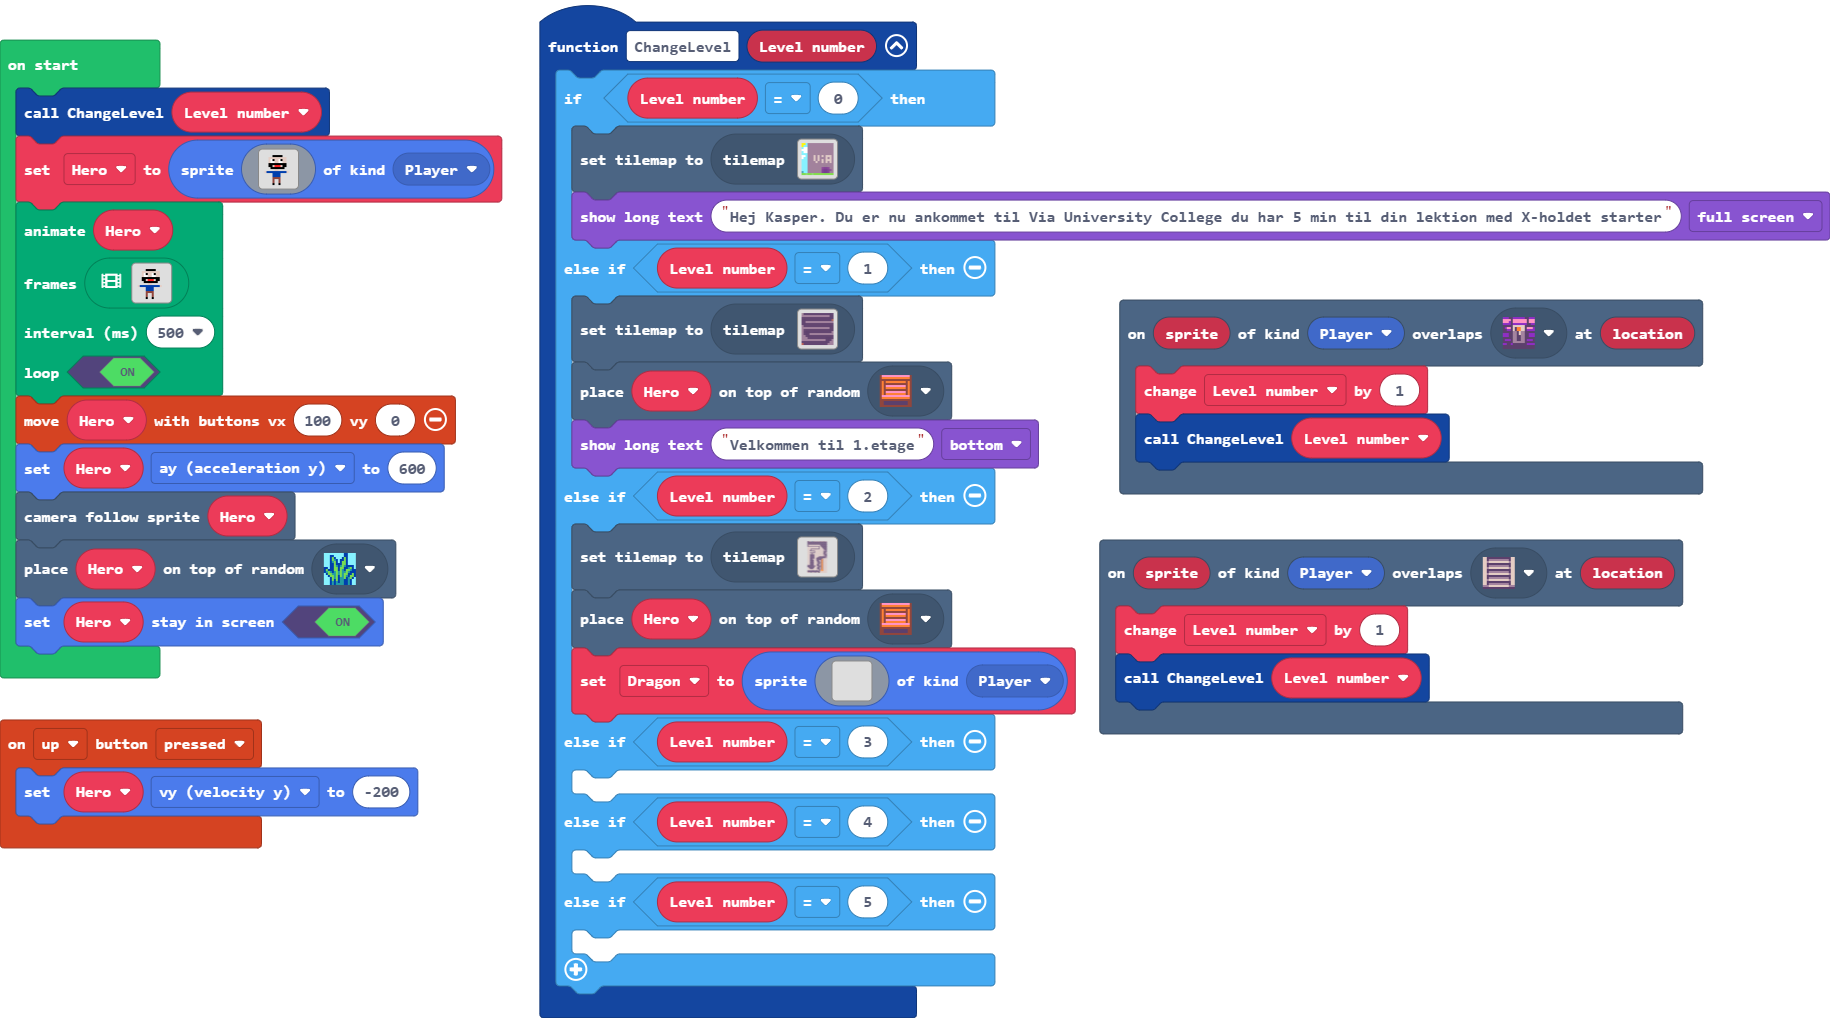 on start
call ChangeLevel Level number
set Hero to sprite of kind Player
animate Hero
frames
interval (ms) 500
loop ON
move Hero with buttons vx 100 vy 0
set Hero ay (acceleration y) to 600
camera follow sprite Hero
place Hero on top of random
set Hero stay in screen ON
on up button pressed
set Hero vy (velocity y) to -200
function ChangeLevel Level number
if Level number = 0 then
set tilemap to tilemap VIA
show long text "Hej Kasper. Du er nu ankommet til Via University College du har 5 min til din lektion med X-holdet starter" full screen
else if Level number = 1 then
set tilemap to tilemap
place Hero on top of random
show long text "Velkommen til 1.etage" bottom
else if Level number = 2 then
set tilemap to tilemap
place Hero on top of random
set Dragon to sprite of kind Player
else if Level number = 3 then
else if Level number = 4 then
else if Level number = 5 then
on sprite of kind Player overlaps at location
change Level number by 1
call ChangeLevel Level number
on sprite of kind Player overlaps at location
change Level number by 1
call ChangeLevel Level number